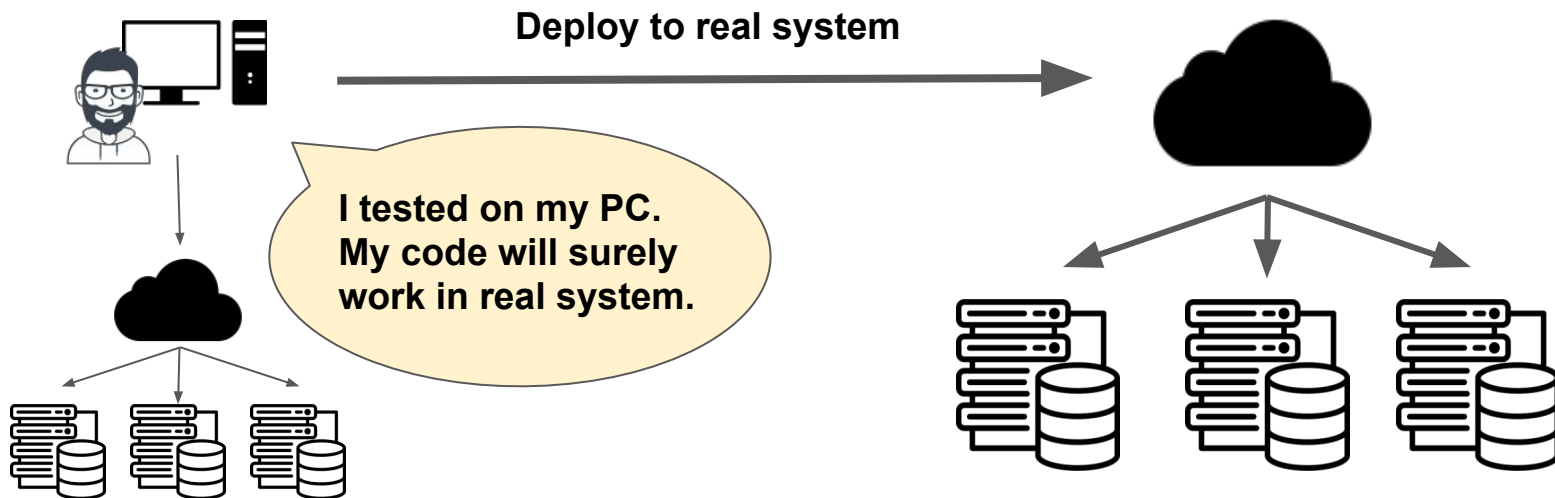 Deploy to real system
I tested on my PC.
My code will surely
work in real system.